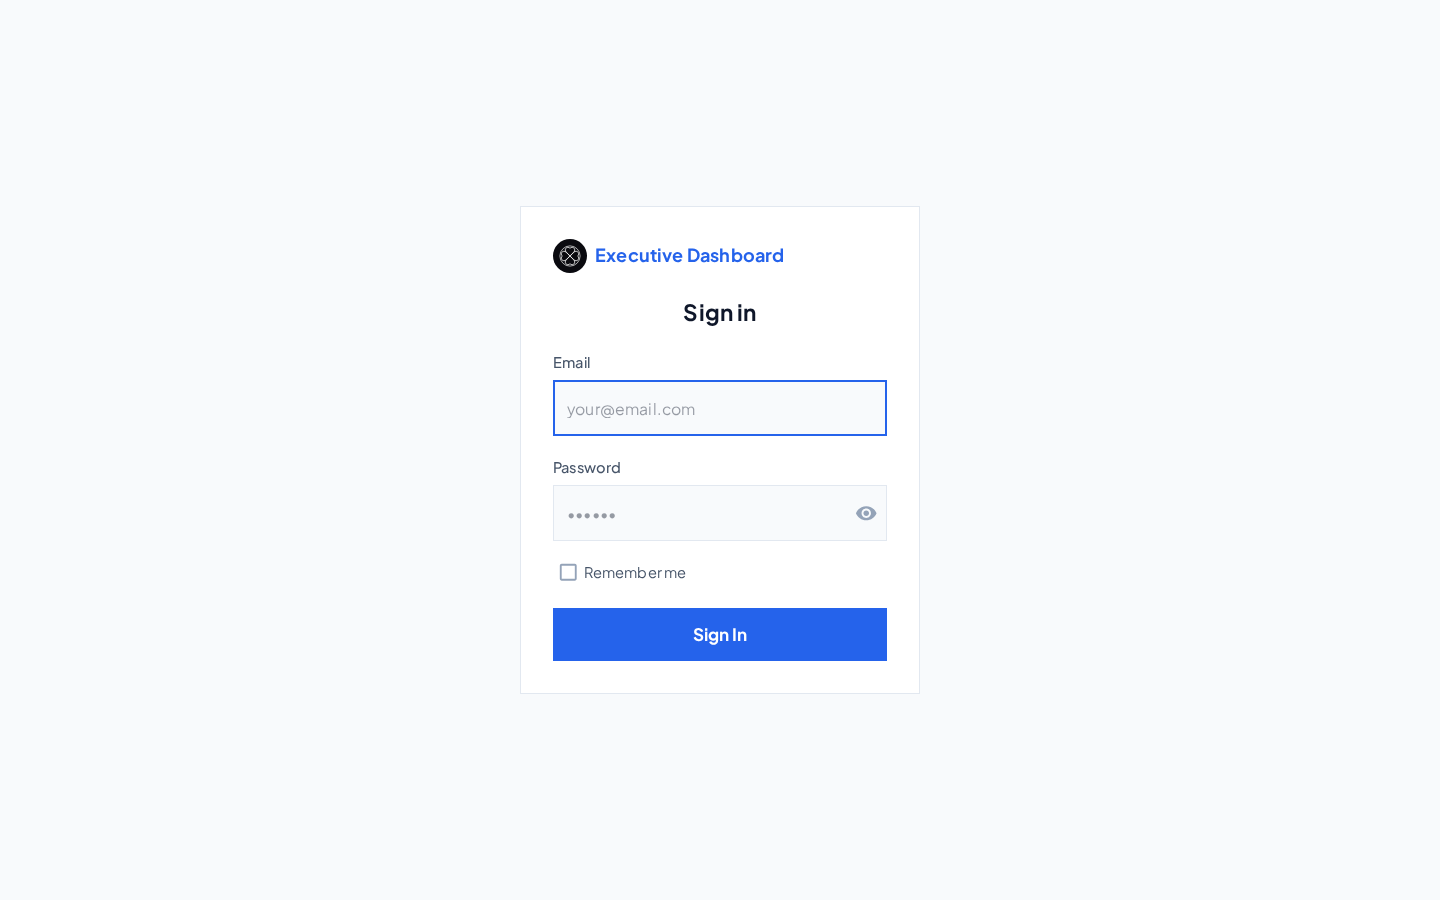 Executive Dashboard
Sign in
Email
your@email.com
Password
••••••
Remember me
Sign In